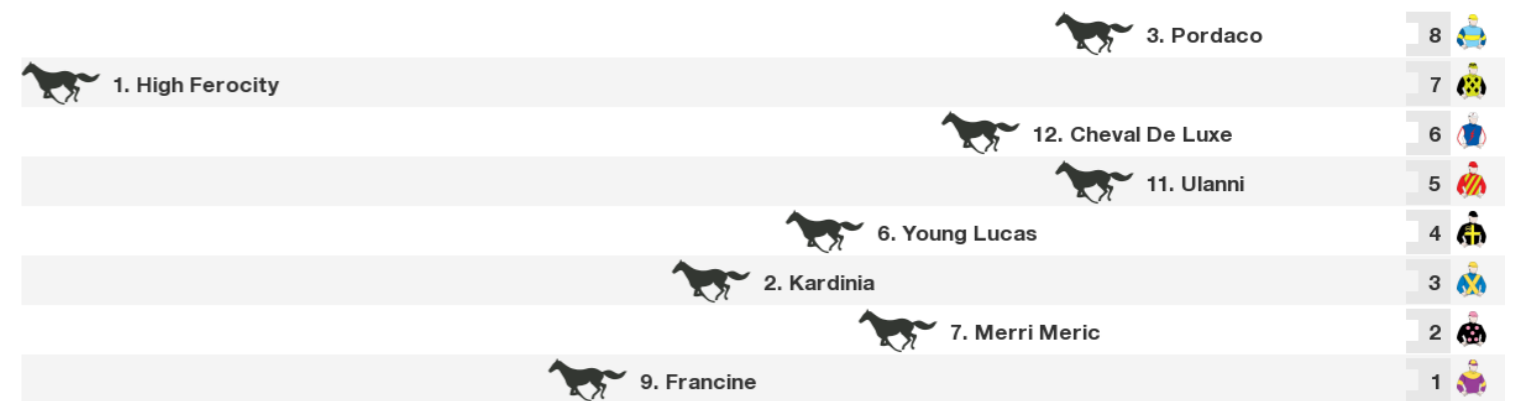 3. Pordaco 8
1. High Ferocity 7
12. Cheval De Luxe 6
11. Ulanni 5
6. Young Lucas 4
2. Kardinia 3
7. Merri Meric 2
9. Francine 1